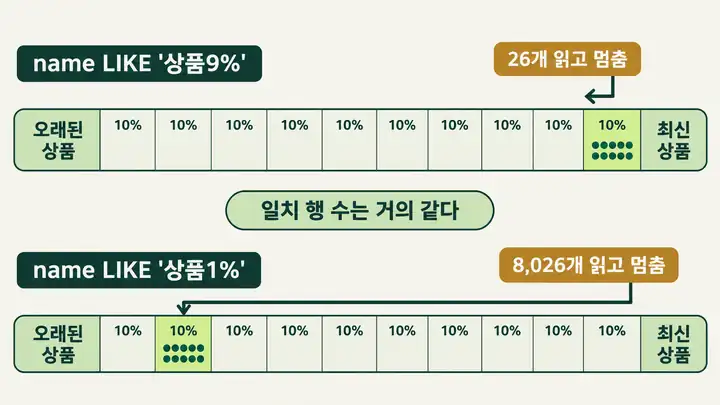 name LIKE '상품9%'
26개 읽고 멈춤
오래된
상품
10% 10% 10% 10% 10% 10% 10% 10% 10% 10%
최신
상품
일치 행 수는 거의 같다
name LIKE '상품1%'
8,026개 읽고 멈춤
오래된
상품
10% 10% 10% 10% 10% 10% 10% 10% 10% 10%
최신
상품